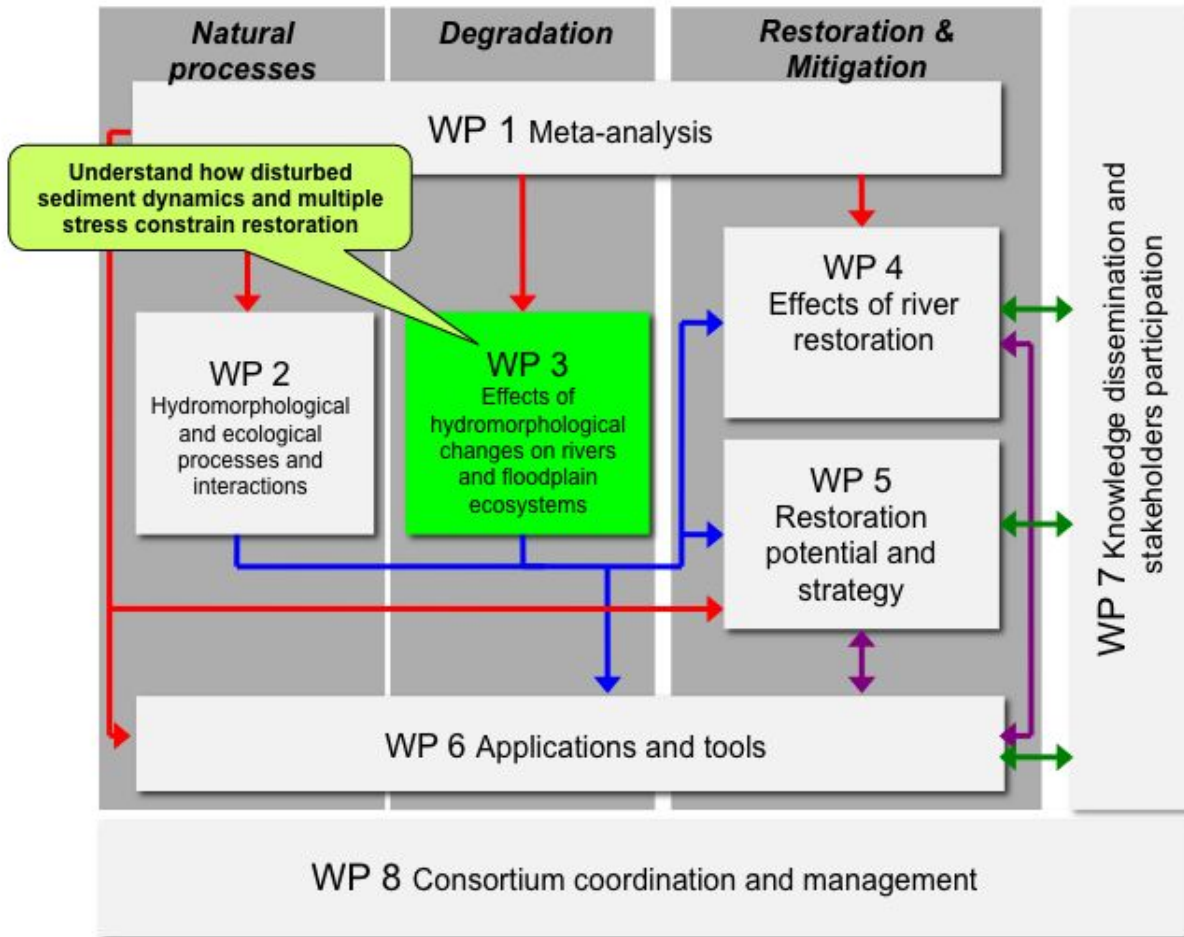 Natural
processes
Degradation
Restoration &
Mitigation
WP 1 Meta-analysis
Understand how disturbed
sediment dynamics and multiple
stress constrain restoration
WP 2
Hydromorphological
and ecological
processes and
interactions
WP 3
Effects of
hydromorphological
changes on rivers
and floodplain
ecosystems
WP 4
Effects of river
restoration
WP 5
Restoration
potential and
strategy
WP 6 Applications and tools
WP 7 Knowledge dissemination and
stakeholders participation
WP 8 Consortium coordination and management